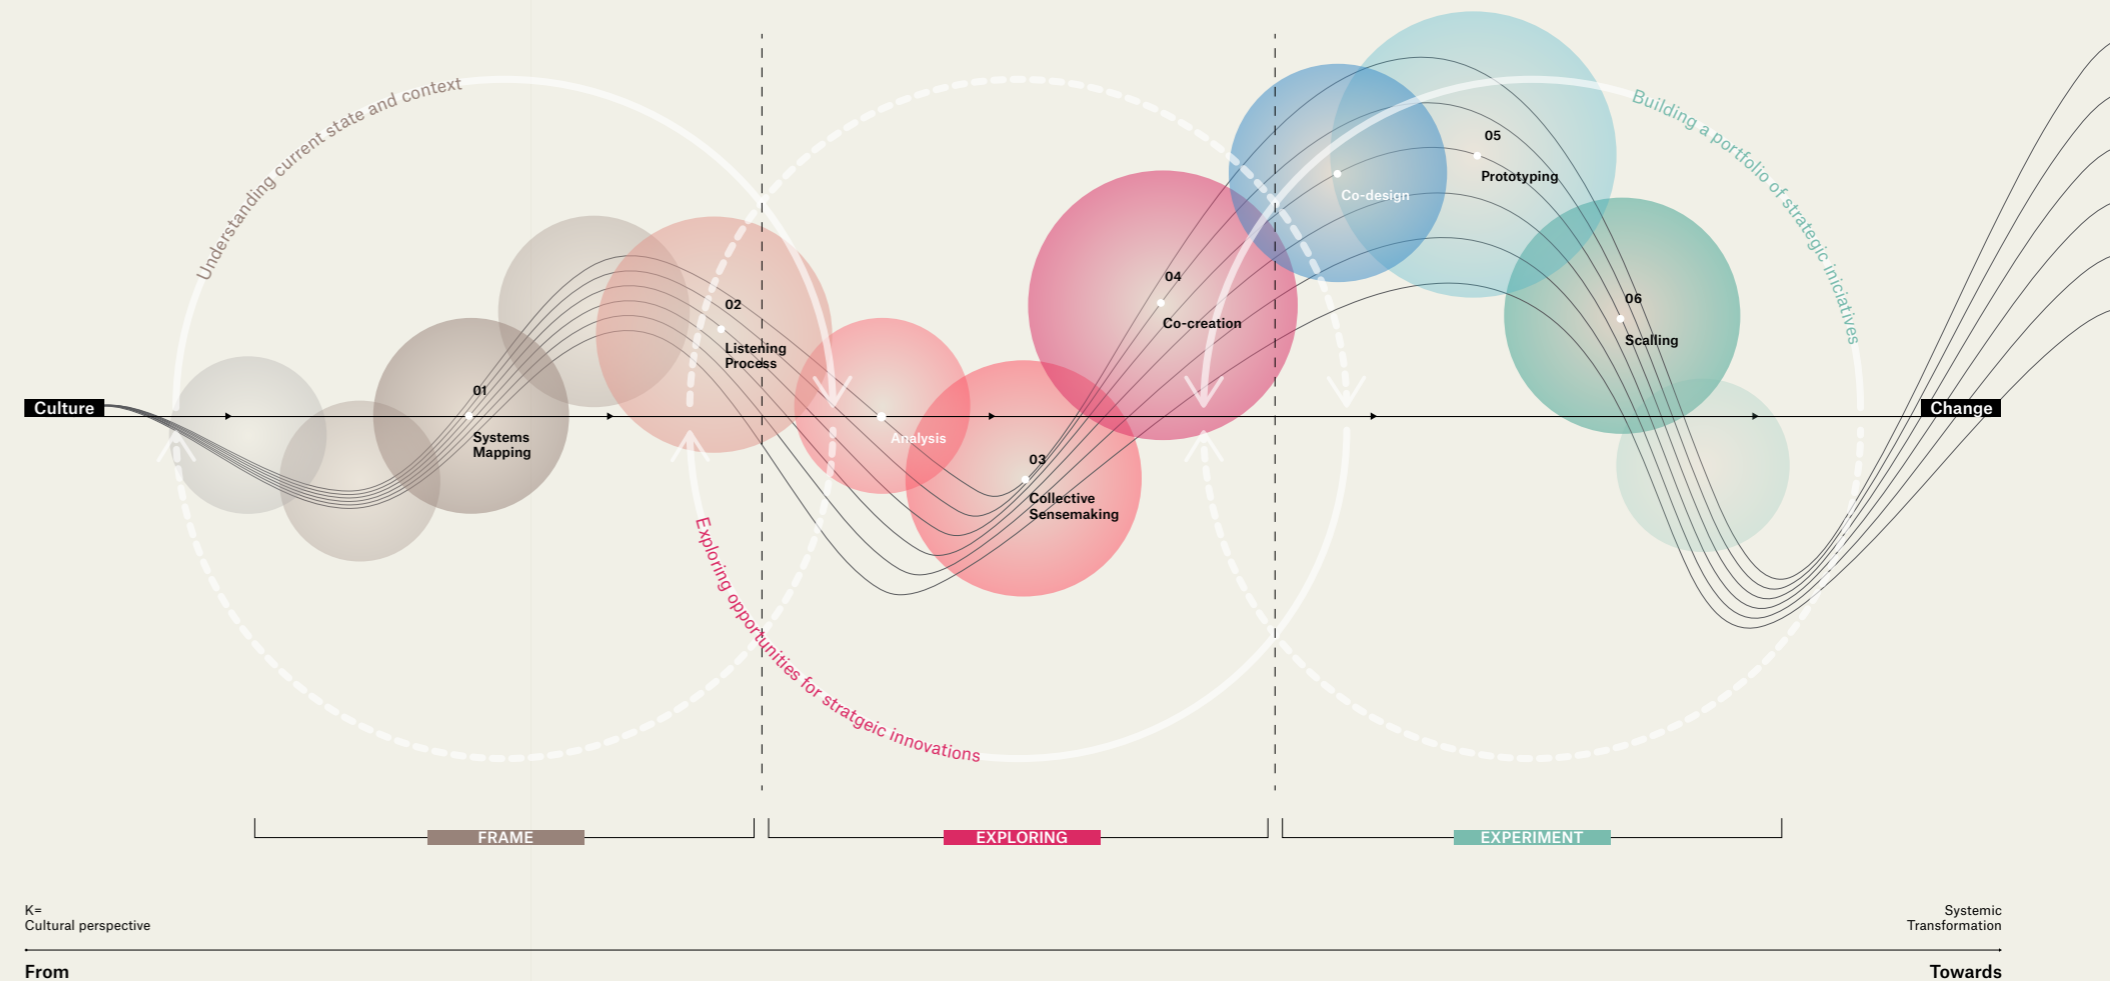 Understanding current state and context
Building a portfolio of strategic iniciatives
05
Prototyping
Co-design
04
Co-creation
06
Scalling
02
Listening
Process
01
Systems
Mapping
Culture
Change
Analysis
03
Collective
Sensemaking
Exploring opportunities for stratgeic innovations
FRAME
EXPLORING
EXPERIMENT
K=
Cultural perspective
Systemic
Transformation
From
Towards